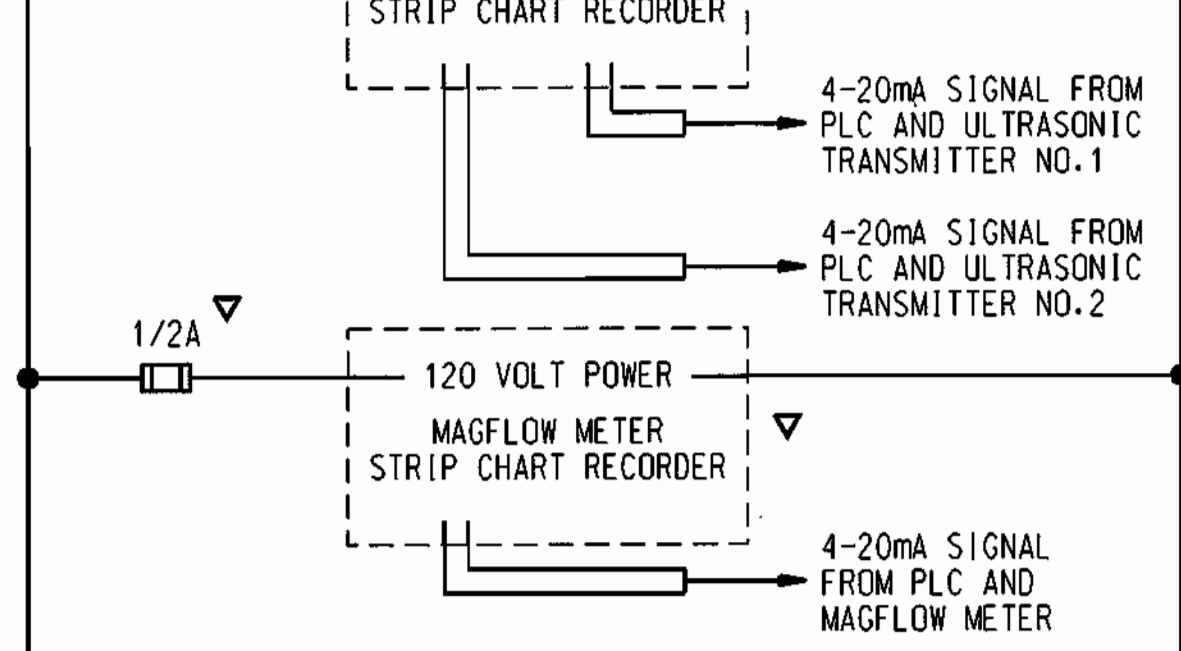 STRIP CHART RECORDER
4-20mA SIGNAL FROM
PLC AND ULTRASONIC
TRANSMITTER NO.1
4-20mA SIGNAL FROM
PLC AND ULTRASONIC
TRANSMITTER NO.2
1/2A
120 VOLT POWER
MAGFLOW METER
STRIP CHART RECORDER
4-20mA SIGNAL
FROM PLC AND
MAGFLOW METER